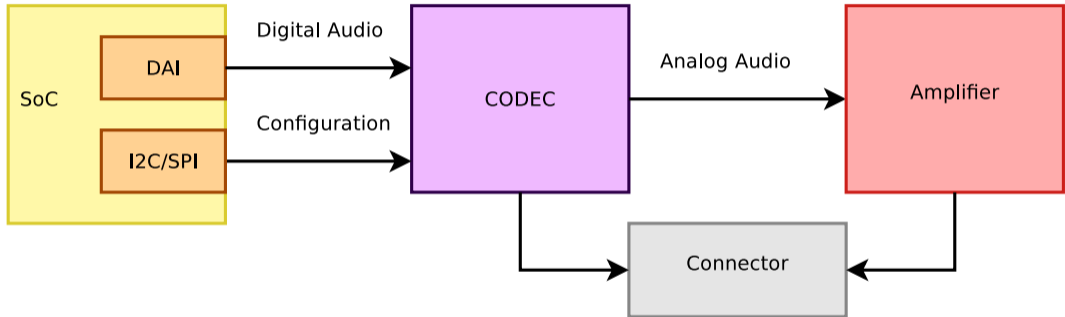 Digital Audio
DAI
SoC
CODEC
Analog Audio
Amplifier
Configuration
I2C/SPI
Connector